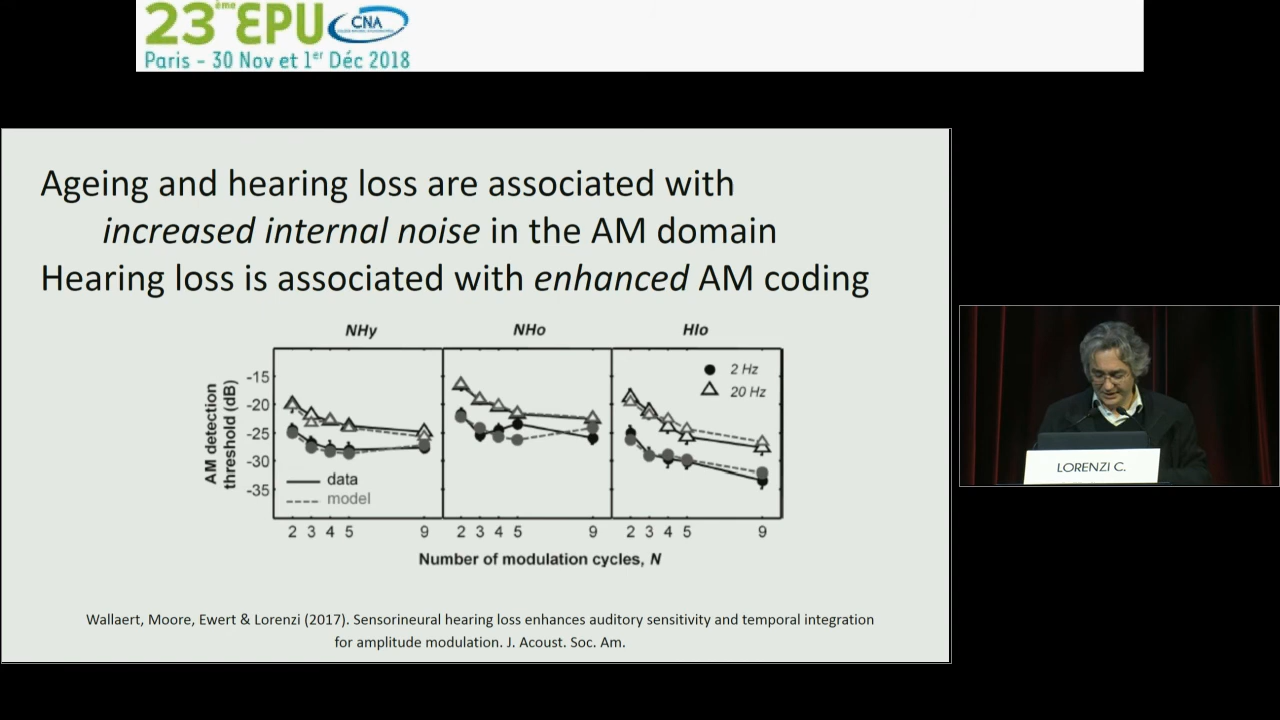 23ème EPU CNA
Paris - 30 Nov et 1er Déc 2018
Ageing and hearing loss are associated with
increased internal noise in the AM domain
Hearing loss is associated with enhanced AM coding
NHy NHo HIo
AM detection
threshold (dB)
-15
-20
-25
-30
-35
2 Hz
20 Hz
data
model
2 3 4 5 9 2 3 4 5 9 2 3 4 5 9
Number of modulation cycles, N
Wallaert, Moore, Ewert & Lorenzi (2017). Sensorineural hearing loss enhances auditory sensitivity and temporal integration
for amplitude modulation. J. Acoust. Soc. Am.
LORENZI C.